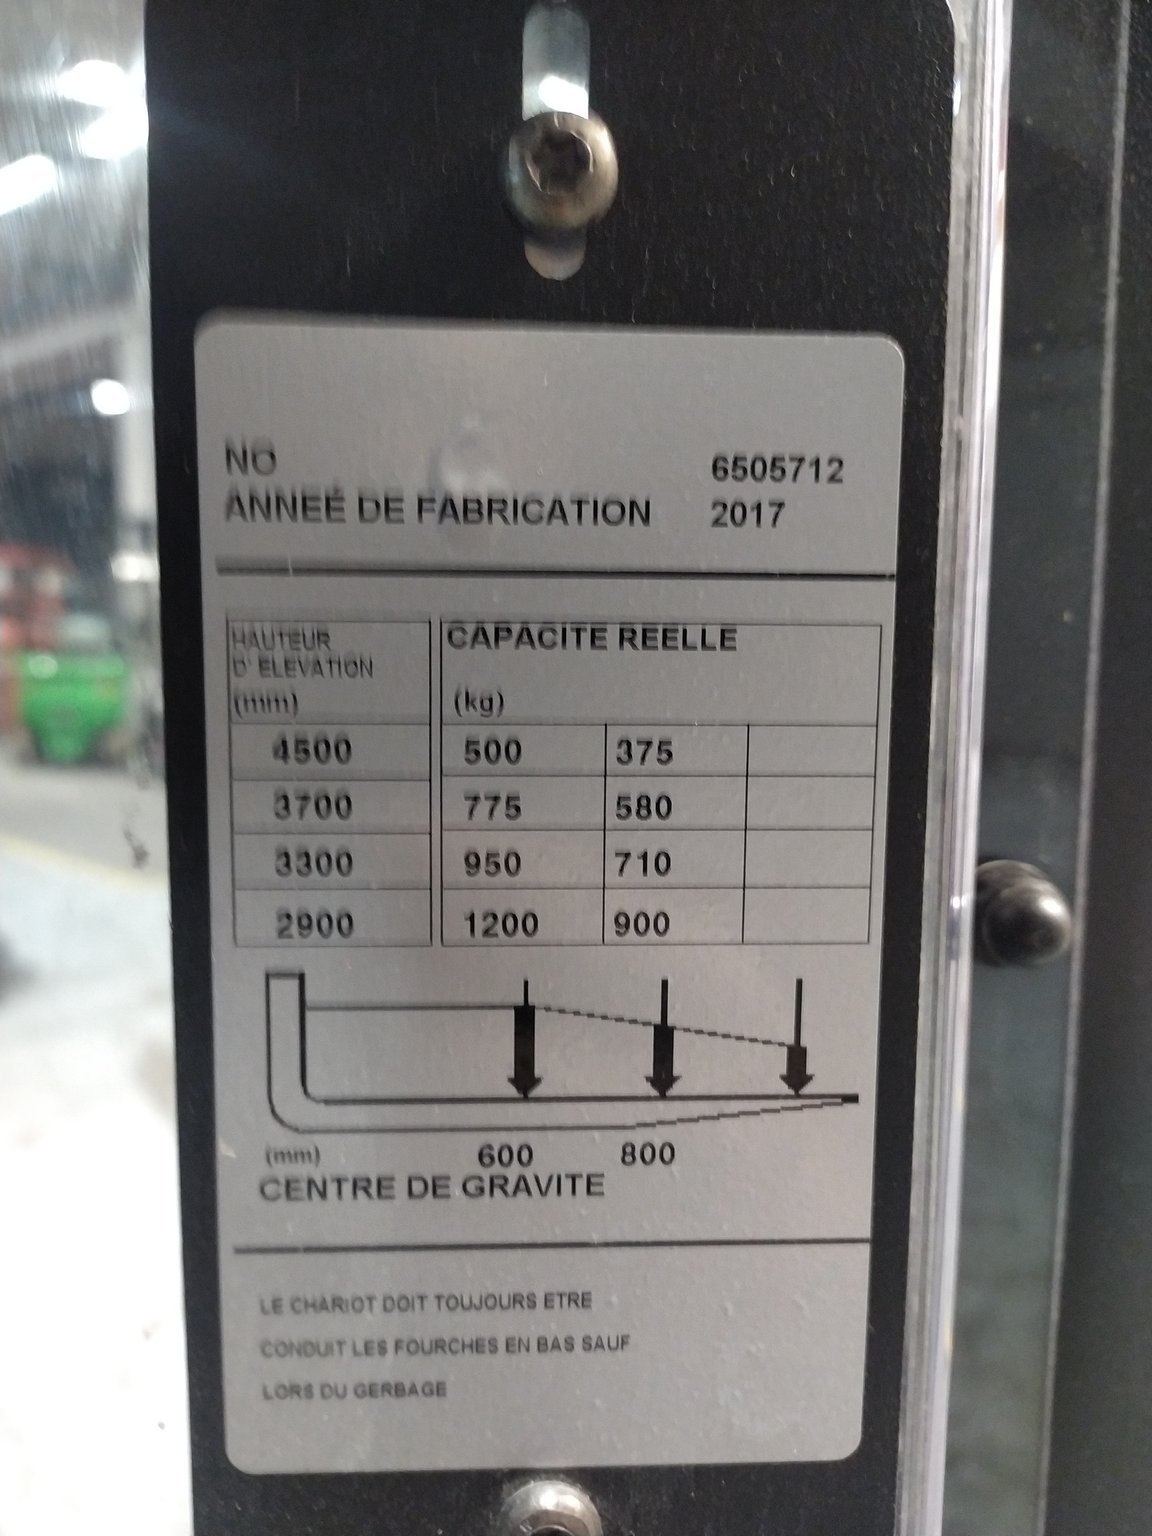 NO 6505712
ANNEÉ DE FABRICATION 2017
HAUTEUR
D' ELEVATION
(mm)
CAPACITE REELLE
(kg)
4500 500 375
3700 775 580
3300 950 710
2900 1200 900
(mm) 600 800
CENTRE DE GRAVITE
LE CHARIOT DOIT TOUJOURS ETRE
CONDUIT LES FOURCHES EN BAS SAUF
LORS DU GERBAGE